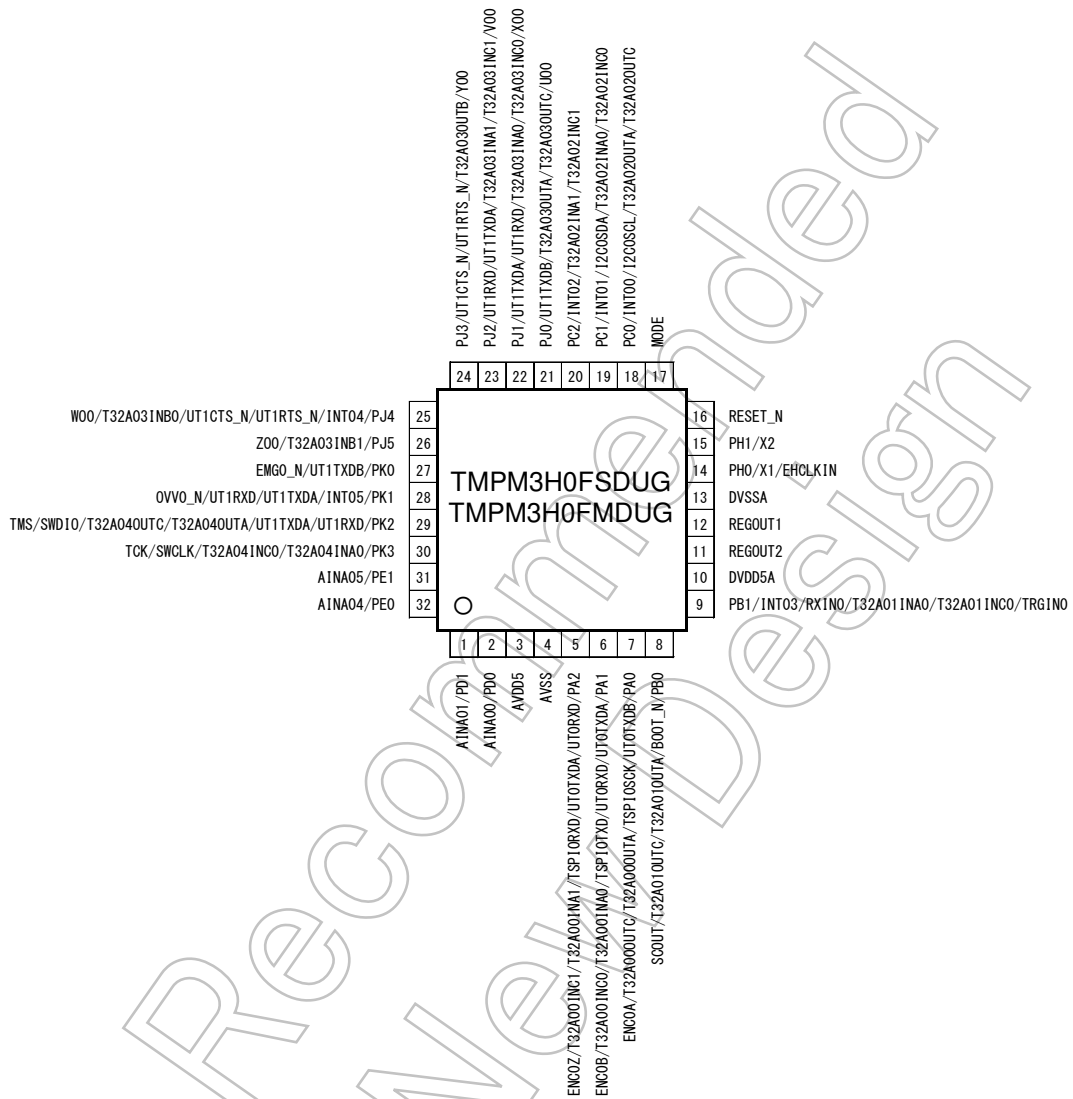 PJ3/UT1CTS_N/UT1RTS_N/T32A03OUTB/YO0
PJ2/UT1RXD/UT1TXDA/T32A03INA1/T32A03INC1/VO0
PJ1/UT1TXDA/UT1RXD/T32A03INA0/T32A03INC0/XO0
PJ0/UT1TXDB/T32A03OUTA/T32A03OUTC/UO0
PC2/INT02/T32A02INA1/T32A02INC1
PC1/INT01/I2C0SDA/T32A02INA0/T32A02INC0
PC0/INT00/I2C0SCL/T32A02OUTA/T32A02OUTC
MODE
24 23 22 21 20 19 18 17
WO0/T32A03INB0/UT1CTS_N/UT1RTS_N/INT04/PJ4 25
ZO0/T32A03INB1/PJ5 26
EMG0_N/UT1TXDB/PK0 27
OVV0_N/UT1RXD/UT1TXDA/INT05/PK1 28
TMS/SWDIO/T32A04OUTC/T32A04OUTA/UT1TXDA/UT1RXD/PK2 29
TCK/SWCLK/T32A04INC0/T32A04INA0/PK3 30
AINA05/PE1 31
AINA04/PE0 32
TMPM3H0FSDUG
TMPM3H0FMDUG
16 RESET_N
15 PH1/X2
14 PH0/X1/EHCLKIN
13 DVSSA
12 REGOUT1
11 REGOUT2
10 DVDD5A
9 PB1/INT03/RXIN0/T32A01INA0/T32A01INC0/TRGIN0
1 2 3 4 5 6 7 8
AINA01/PD1
AINA00/PD0
AVDD5
AVSS
ENC0Z/T32A00INC1/T32A00INA1/TSPI0RXD/UT0TXDA/UT0RXD/PA2
ENC0B/T32A00INC0/T32A00INA0/TSPI0TXD/UT0RXD/UT0TXDA/PA1
ENC0A/T32A00OUTC/T32A00OUTA/TSPI0SCK/UT0TXDB/PA0
SCOUT/T32A01OUTC/T32A01OUTA/BOOT_N/PB0
Recommended
New Design